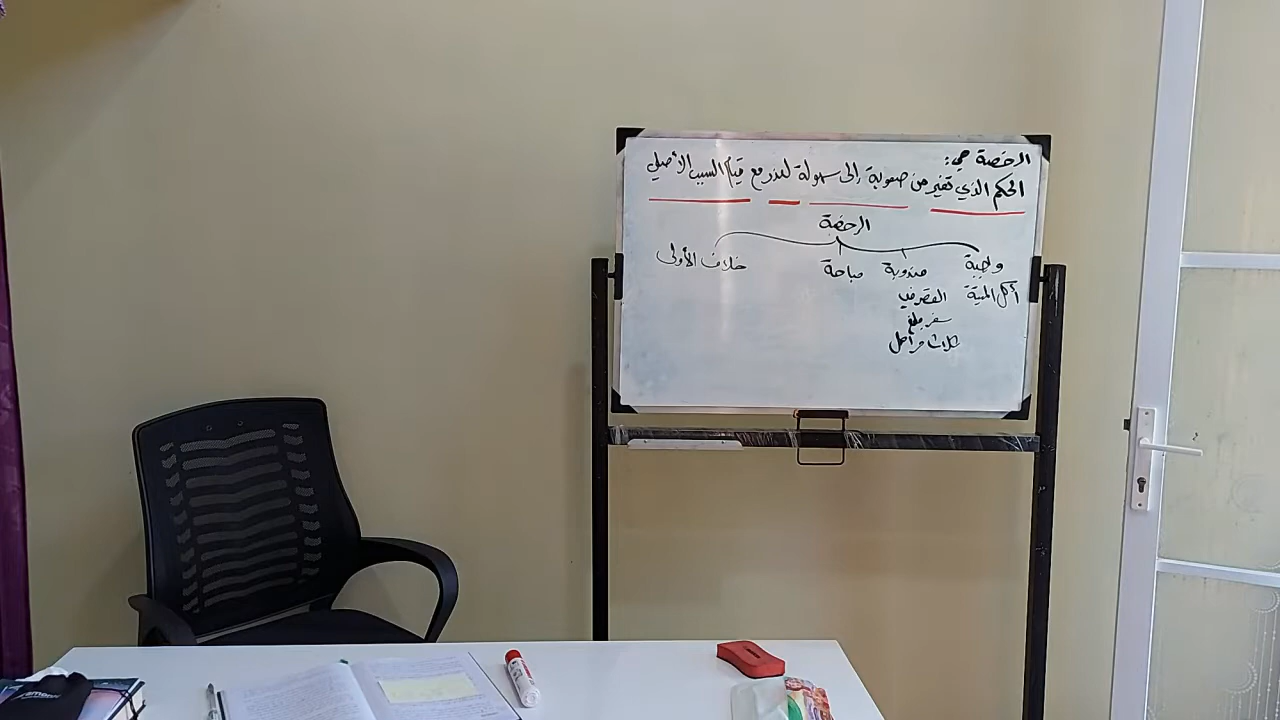 الرخصة هي:
الحكم الذي تغير من صعوبة إلى سهولة لعذر مع قيام السبب الأصلي
الرخصة
واجبة مندوبة مباحة خلاف الأولى
أكل الميتة القصر في
سفر بلغ
ثلاث مراحل